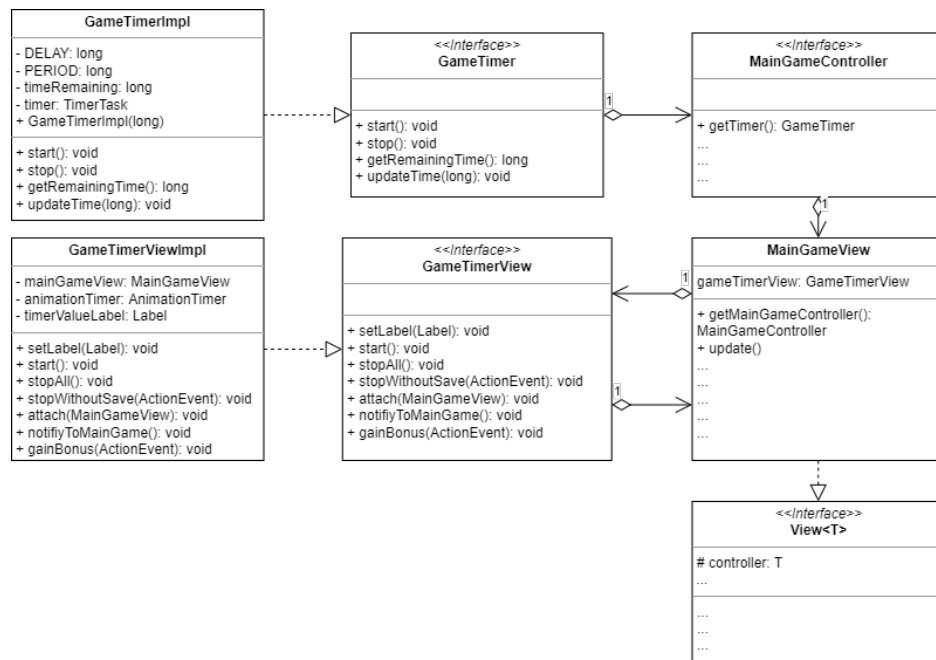 GameTimerImpl
- DELAY: long
- PERIOD: long
- timeRemaining: long
- timer: TimerTask
+ GameTimerImpl(long)
+ start(): void
+ stop(): void
+ getRemainingTime(): long
+ updateTime(long): void
<<Interface>>
GameTimer
+ start(): void
+ stop(): void
+ getRemainingTime(): long
+ updateTime(long): void
1
<<Interface>>
MainGameController
+ getTimer(): GameTimer
...
...
...
1
GameTimerViewImpl
- mainGameView: MainGameView
- animationTimer: AnimationTimer
- timerValueLabel: Label
+ setLabel(Label): void
+ start(): void
+ stopAll(): void
+ stopWithoutSave(ActionEvent): void
+ attach(MainGameView): void
+ notifiyToMainGame(): void
+ gainBonus(ActionEvent): void
<<Interface>>
GameTimerView
+ setLabel(Label): void
+ start(): void
+ stopAll(): void
+ stopWithoutSave(ActionEvent): void
+ attach(MainGameView): void
+ notifiyToMainGame(): void
+ gainBonus(ActionEvent): void
1
1
MainGameView
gameTimerView: GameTimerView
+ getMainGameController():
MainGameController
+ update()
...
...
...
...
...
<<Interface>>
View<T>
# controller: T
...
...
...
...